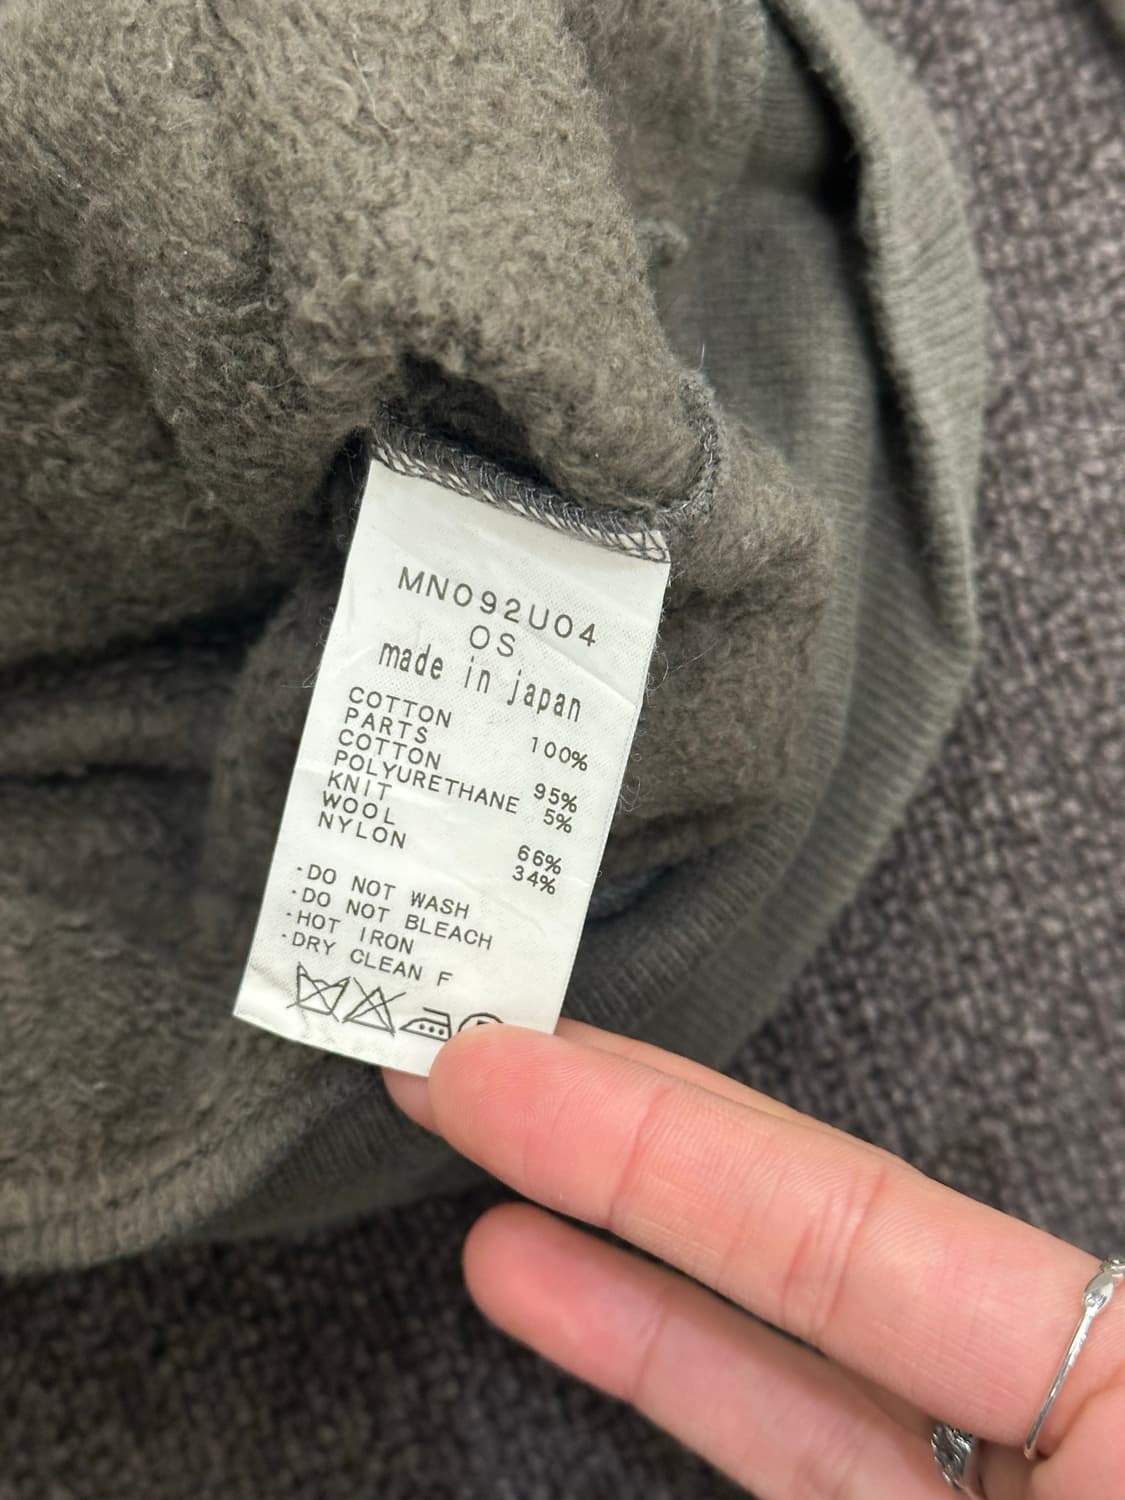 MN092U04
OS
made in japan
COTTON 100%
PARTS
COTTON 95%
POLYURETHANE 5%
KNIT
WOOL 66%
NYLON 34%
·DO NOT WASH
·DO NOT BLEACH
·HOT IRON
·DRY CLEAN F